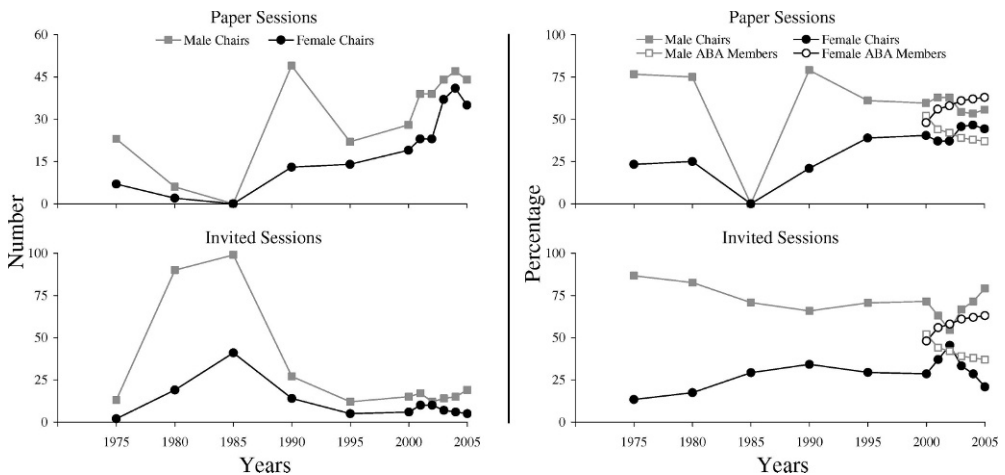 Paper Sessions
Male Chairs Female Chairs
60
45
30
15
0
Invited Sessions
100
75
50
25
0
1975 1980 1985 1990 1995 2000 2005
Number
Years
Paper Sessions
Male Chairs Female Chairs
Male ABA Members Female ABA Members
100
75
50
25
0
Invited Sessions
100
75
50
25
0
1975 1980 1985 1990 1995 2000 2005
Percentage
Years